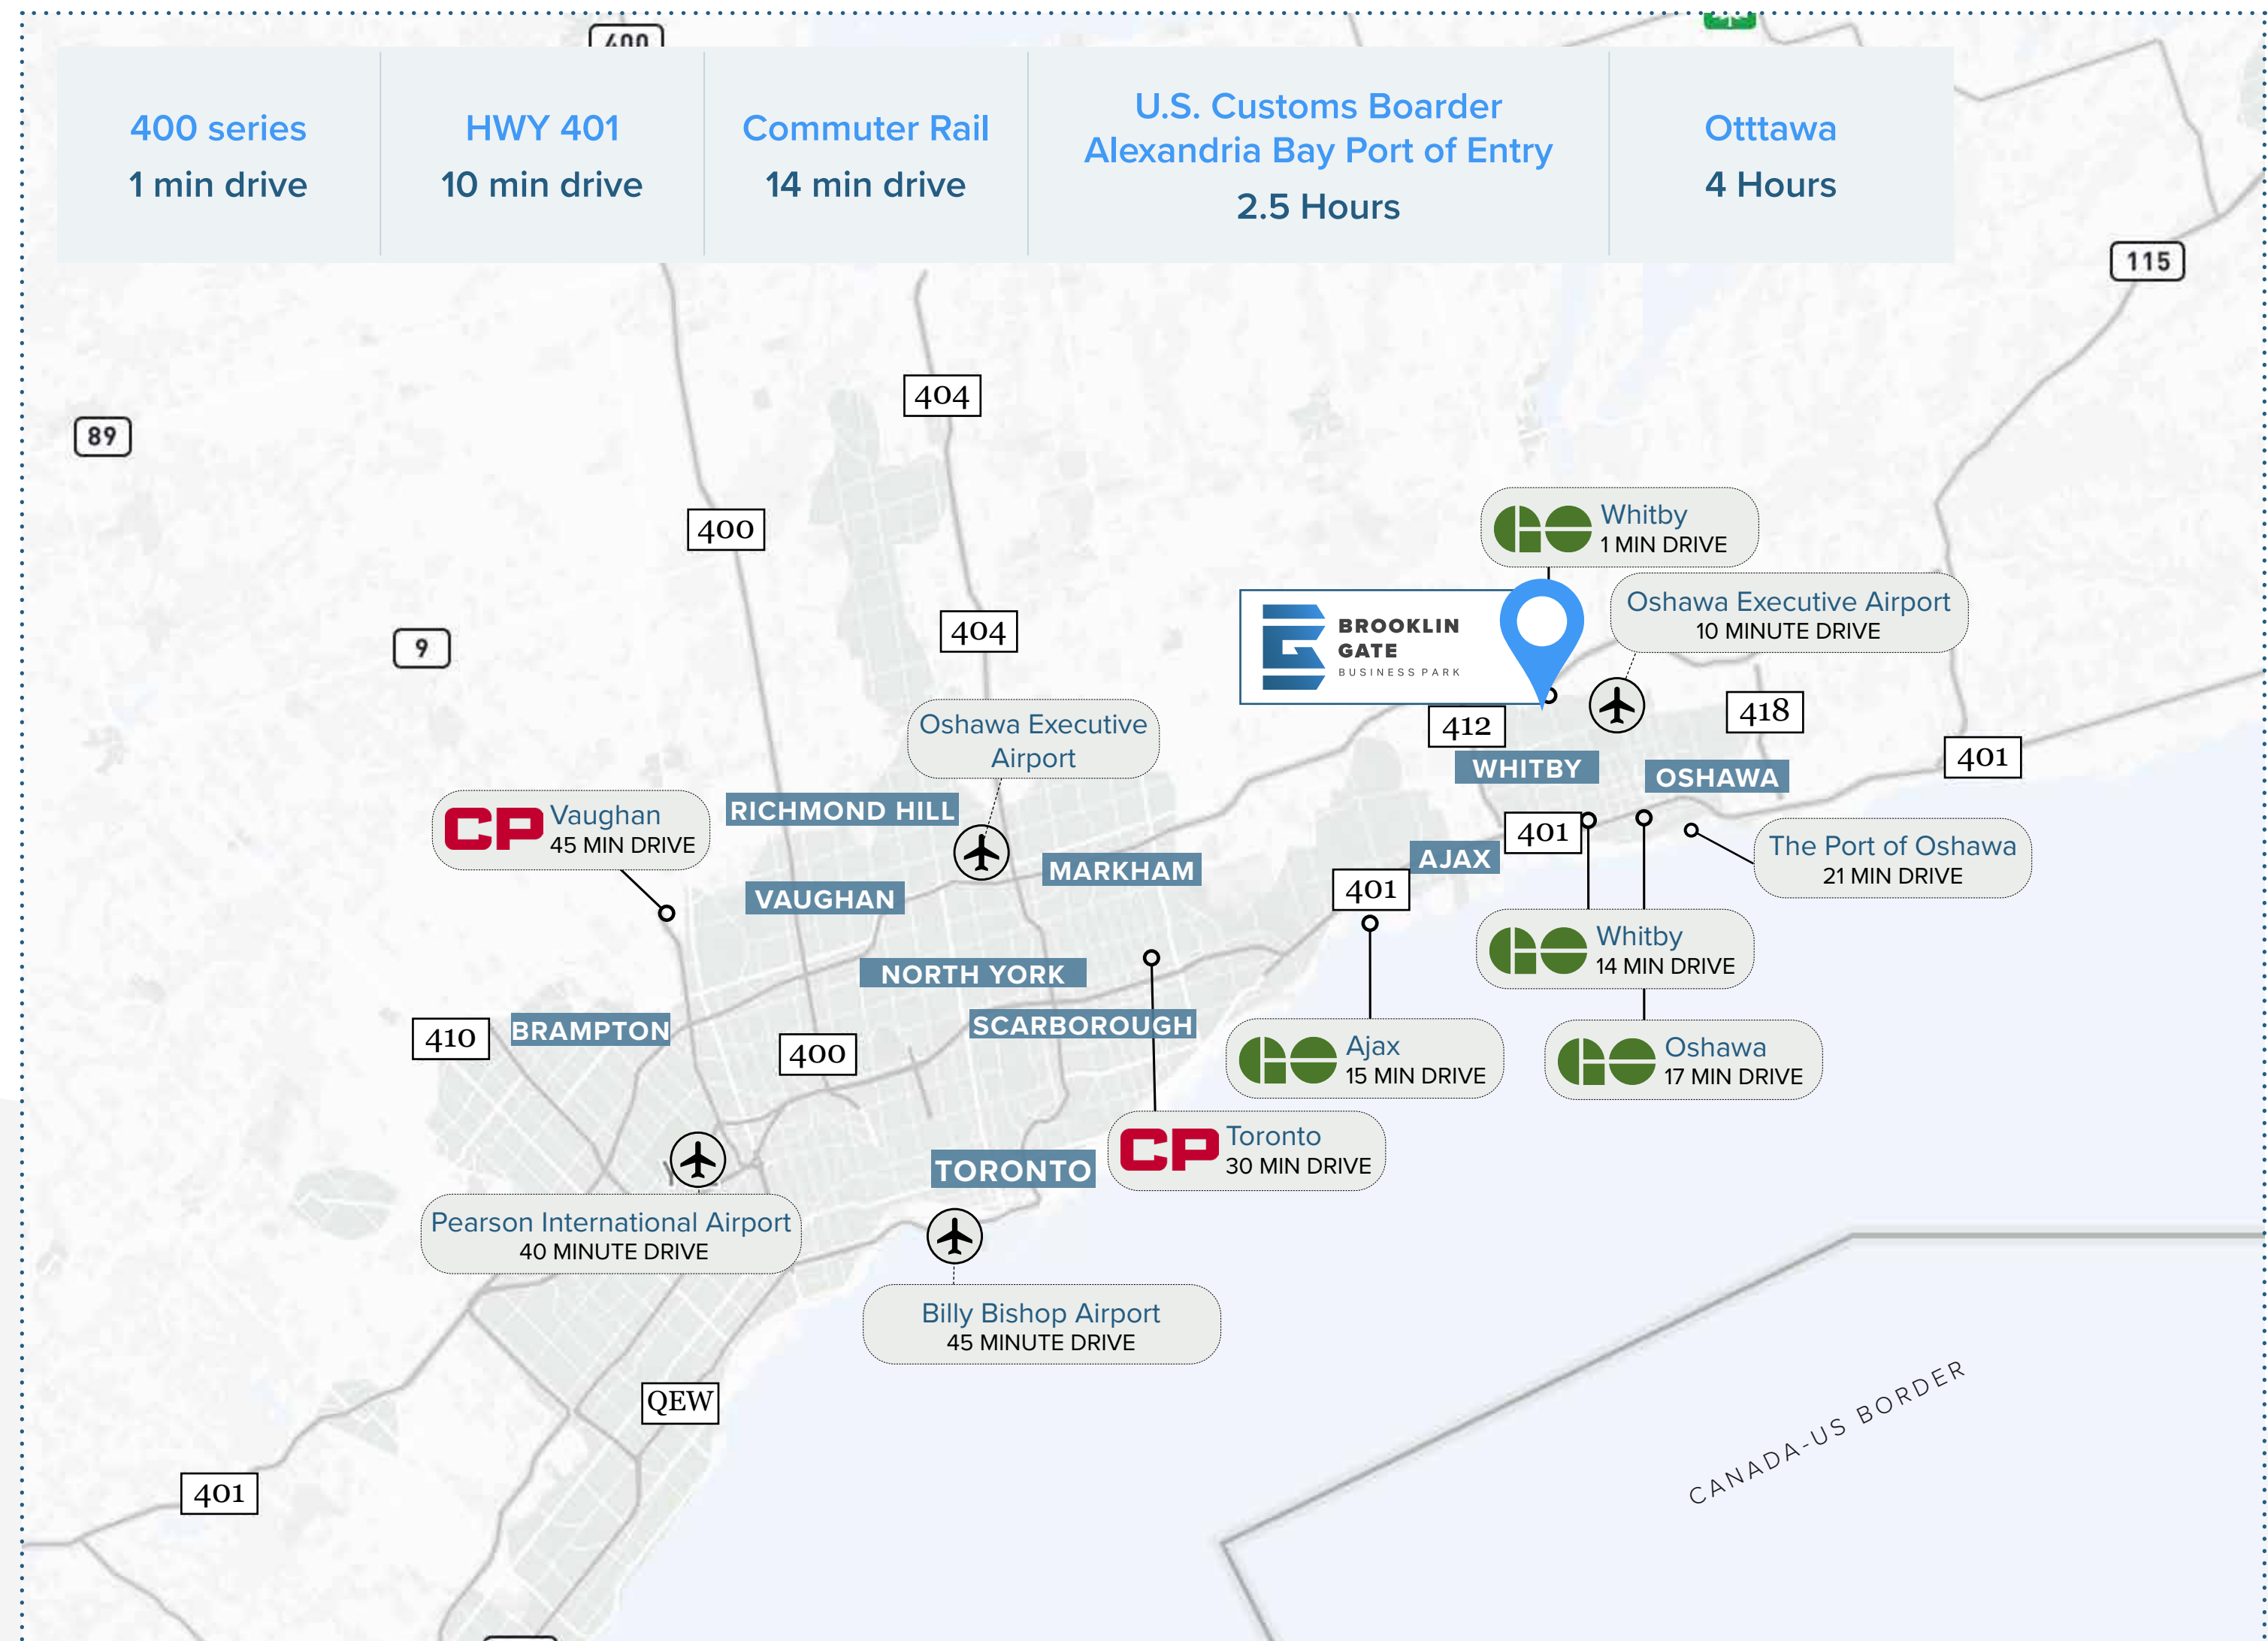 400
400 series
1 min drive
HWY 401
10 min drive
Commuter Rail
14 min drive
U.S. Customs Boarder
Alexandria Bay Port of Entry
2.5 Hours
Otttawa
4 Hours
115
404
89
400
GO
Whitby
1 MIN DRIVE
Oshawa Executive Airport
10 MINUTE DRIVE
BROOKLIN
GATE
BUSINESS PARK
404
9
412
418
Oshawa Executive
Airport
401
WHITBY
OSHAWA
RICHMOND HILL
CP
Vaughan
45 MIN DRIVE
401
The Port of Oshawa
21 MIN DRIVE
AJAX
MARKHAM
401
VAUGHAN
GO
Whitby
14 MIN DRIVE
NORTH YORK
SCARBOROUGH
410
BRAMPTON
400
GO
Ajax
15 MIN DRIVE
GO
Oshawa
17 MIN DRIVE
CP
Toronto
30 MIN DRIVE
TORONTO
Pearson International Airport
40 MINUTE DRIVE
Billy Bishop Airport
45 MINUTE DRIVE
QEW
CANADA-US BORDER
401